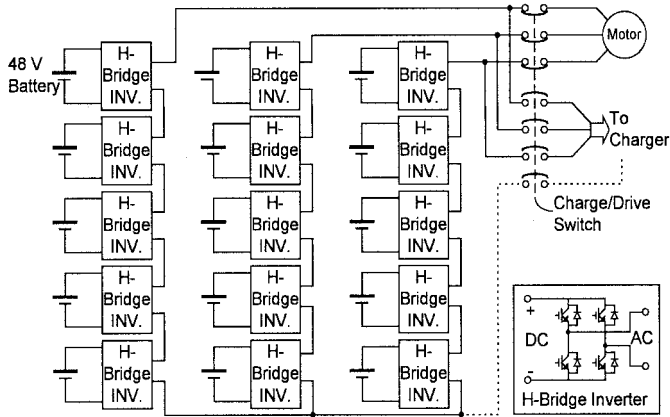 48 V
Battery
H-
Bridge
INV.
H-
Bridge
INV.
H-
Bridge
INV.
Motor
H-
Bridge
INV.
H-
Bridge
INV.
H-
Bridge
INV.
To
Charger
H-
Bridge
INV.
H-
Bridge
INV.
H-
Bridge
INV.
Charge/Drive
Switch
H-
Bridge
INV.
H-
Bridge
INV.
H-
Bridge
INV.
H-
Bridge
INV.
H-
Bridge
INV.
H-
Bridge
INV.
+
DC
AC
-
H-Bridge Inverter